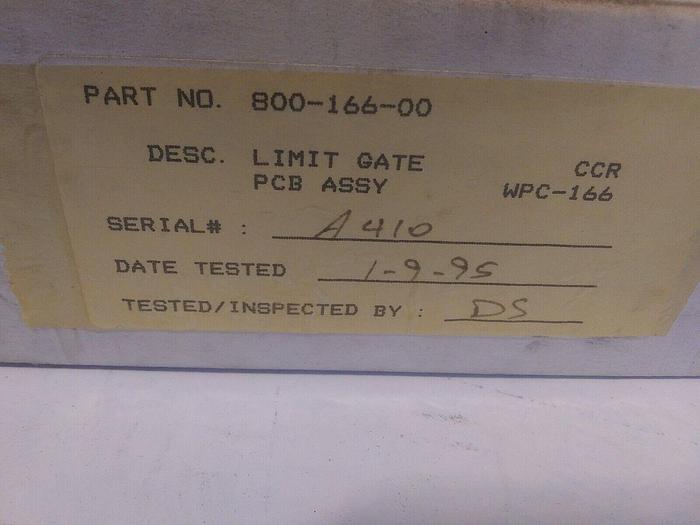 PART NO. 800-166-00
DESC. LIMIT GATE CCR
PCB ASSY WPC-166
SERIAL# : A410
DATE TESTED 1-9-95
TESTED/INSPECTED BY : DS